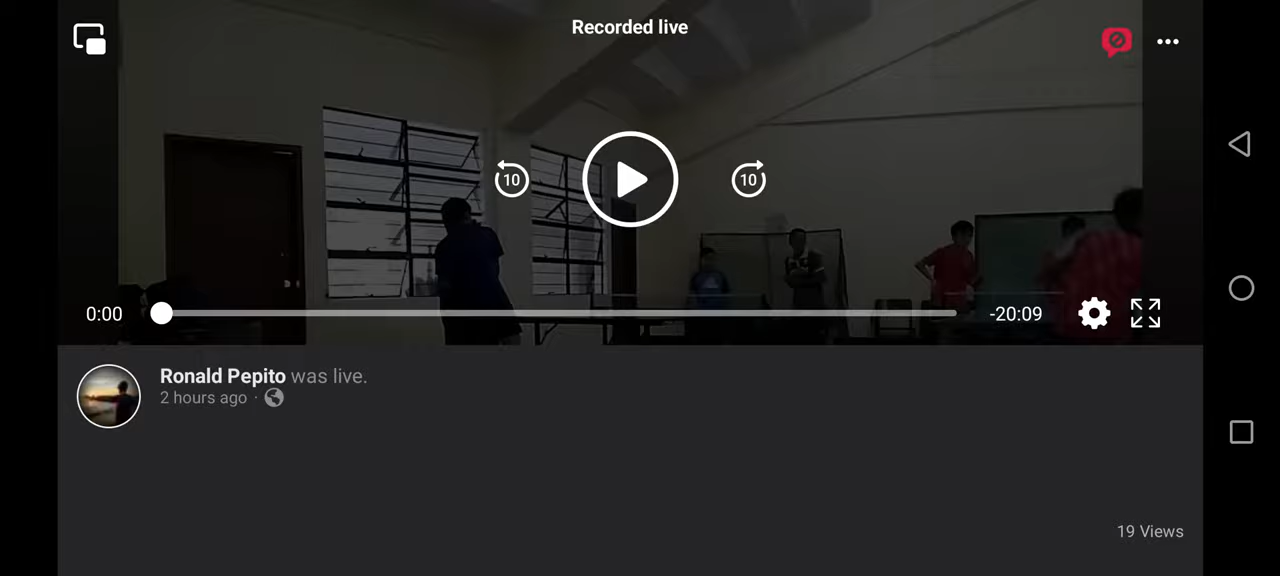 Recorded live
10
10
0:00
-20:09
Ronald Pepito was live.
2 hours ago ·
19 Views